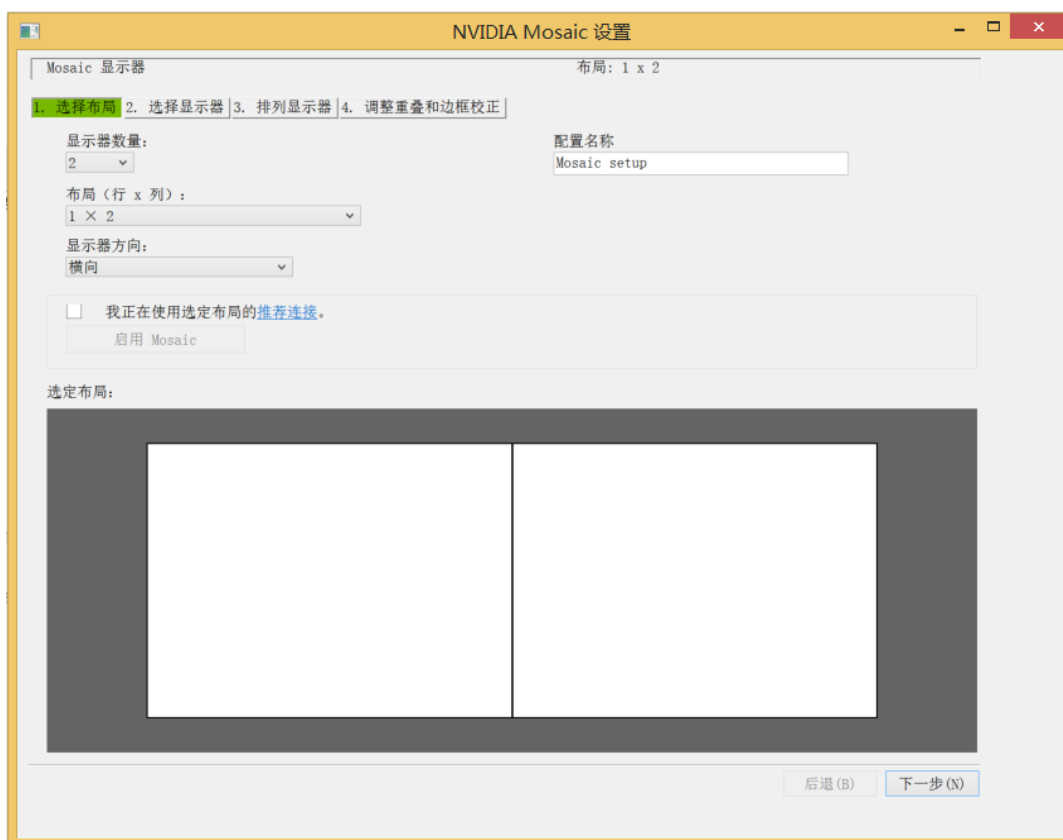 NVIDIA Mosaic 设置
Mosaic 显示器 布局: 1 x 2
1. 选择布局 2. 选择显示器 3. 排列显示器 4. 调整重叠和边框校正
显示器数量: 配置名称
2 Mosaic setup
布局（行 x 列）:
1 × 2
显示器方向:
横向
我正在使用选定布局的推荐连接。
启用 Mosaic
选定布局:
后退(B) 下一步(N)